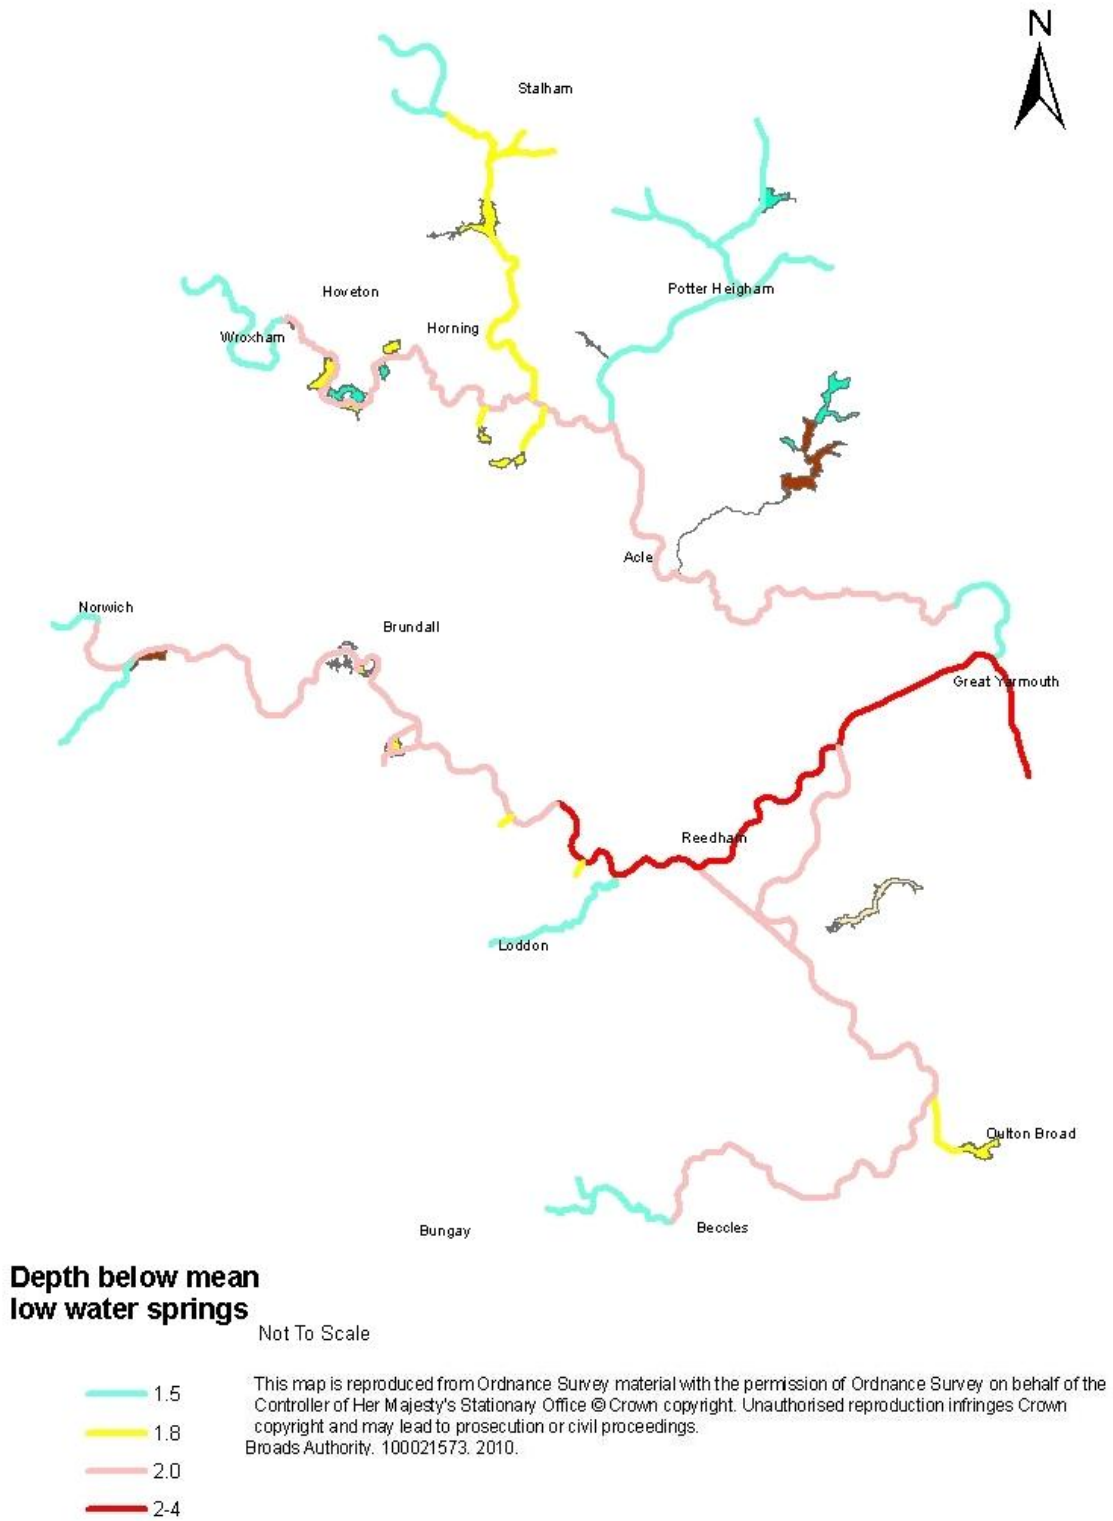 N
Stalham
Hoveton
Potter Heigham
Horning
Wroxham
Acle
Norwich
Brundall
Great Yarmouth
Reedham
Loddon
Oulton Broad
Bungay
Beccles
Depth below mean
low water springs
Not To Scale
1.5
1.8
2.0
2-4
This map is reproduced from Ordnance Survey material with the permission of Ordnance Survey on behalf of the
Controller of Her Majesty's Stationary Office © Crown copyright. Unauthorised reproduction infringes Crown
copyright and may lead to prosecution or civil proceedings.
Broads Authority. 100021573. 2010.